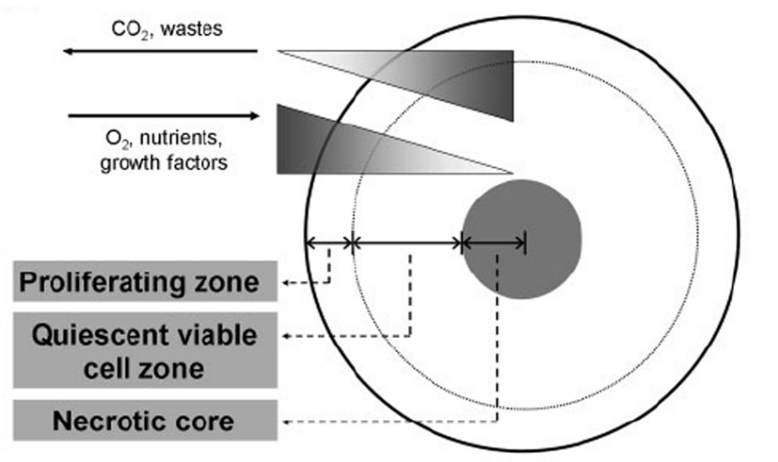 CO₂, wastes
O₂, nutrients,
growth factors
Proliferating zone
Quiescent viable
cell zone
Necrotic core